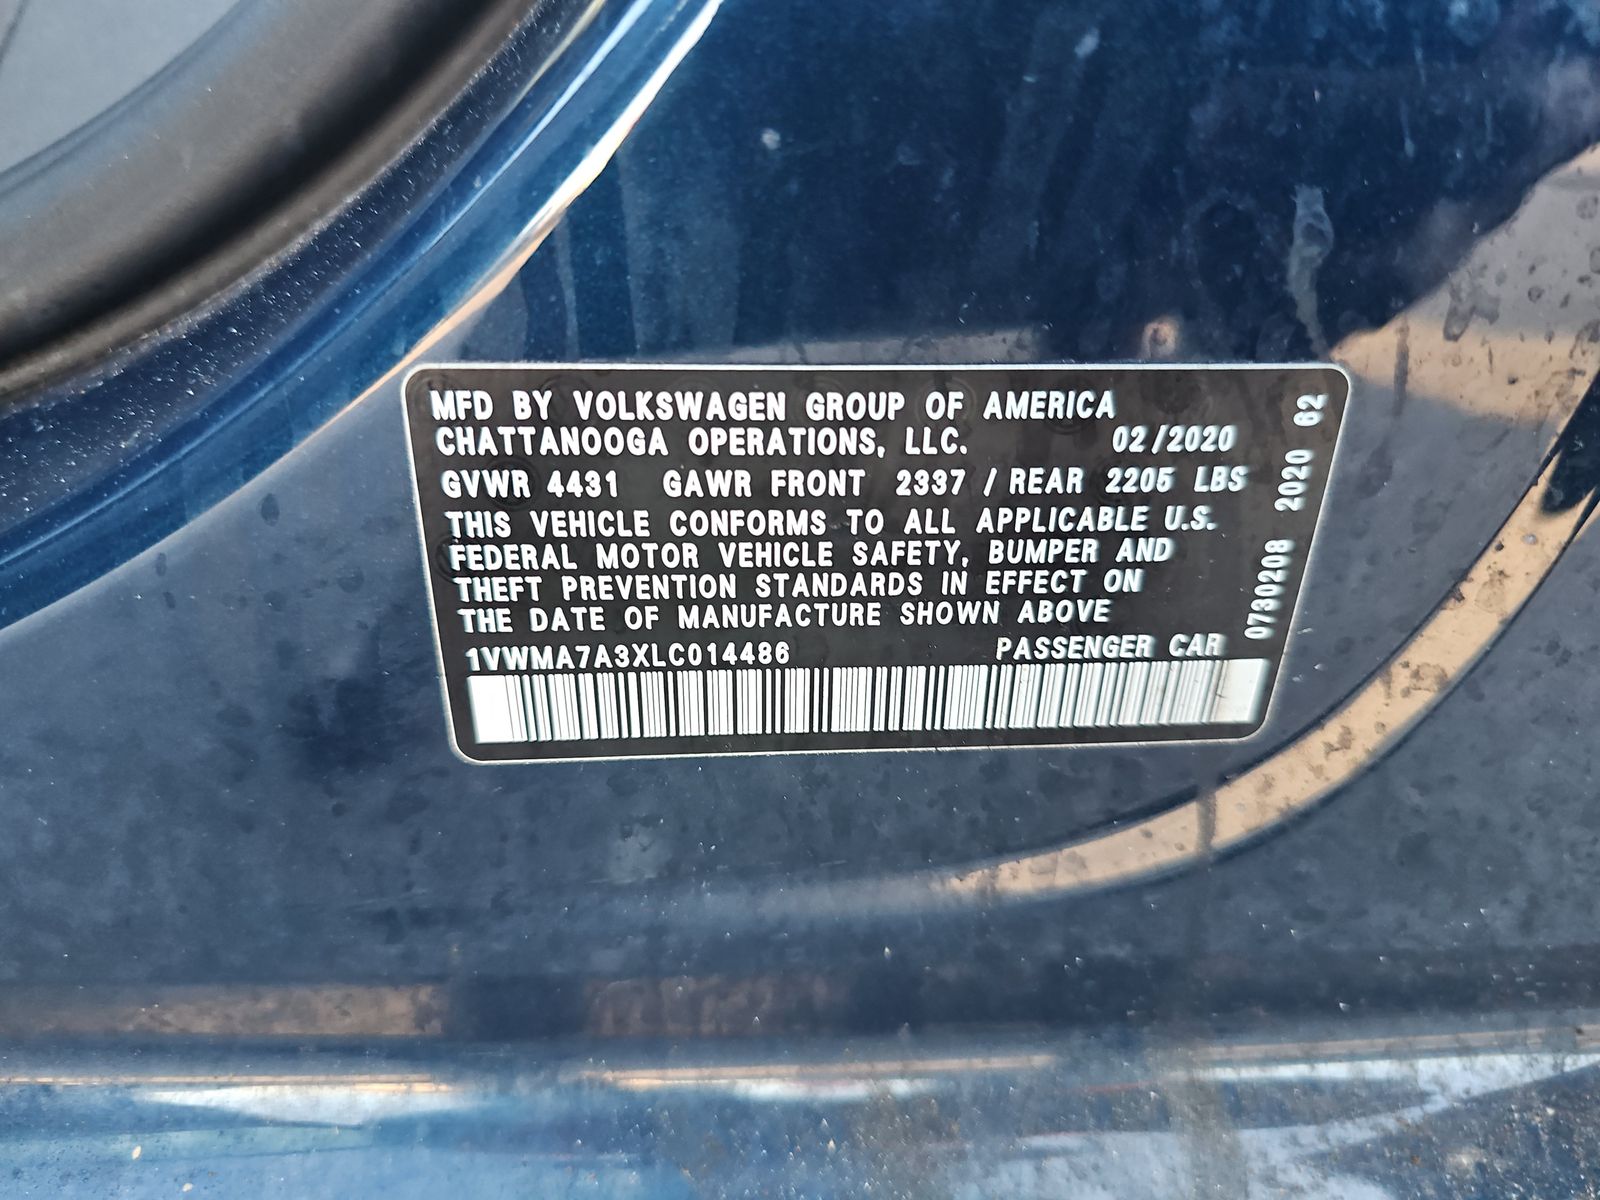 MFD BY VOLKSWAGEN GROUP OF AMERICA
CHATTANOOGA OPERATIONS, LLC. 02/2020
GVWR 4431 GAWR FRONT 2337 / REAR 2205 LBS
THIS VEHICLE CONFORMS TO ALL APPLICABLE U.S.
FEDERAL MOTOR VEHICLE SAFETY, BUMPER AND
THEFT PREVENTION STANDARDS IN EFFECT ON
THE DATE OF MANUFACTURE SHOWN ABOVE
1VWMA7A3XLC014486 PASSENGER CAR
0730208 2020 62